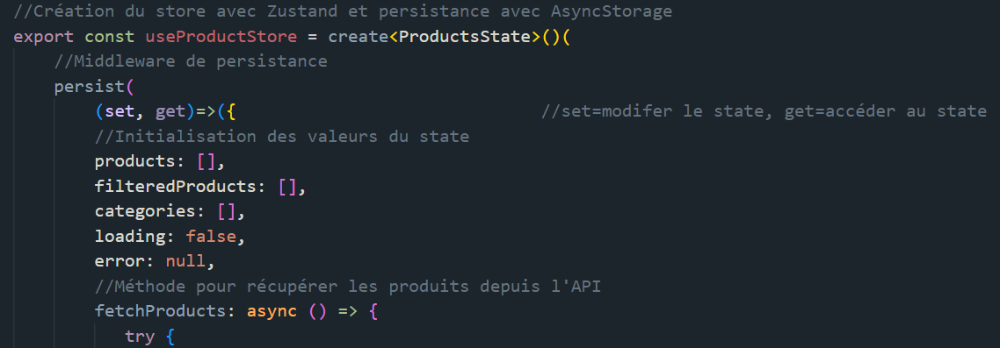 //Création du store avec Zustand et persistance avec AsyncStorage
export const useProductStore = create<ProductsState>()(
//Middleware de persistance
persist(
(set, get)=>({ //set=modifer le state, get=accéder au state
//Initialisation des valeurs du state
products: [],
filteredProducts: [],
categories: [],
loading: false,
error: null,
//Méthode pour récupérer les produits depuis l'API
fetchProducts: async () => {
try {